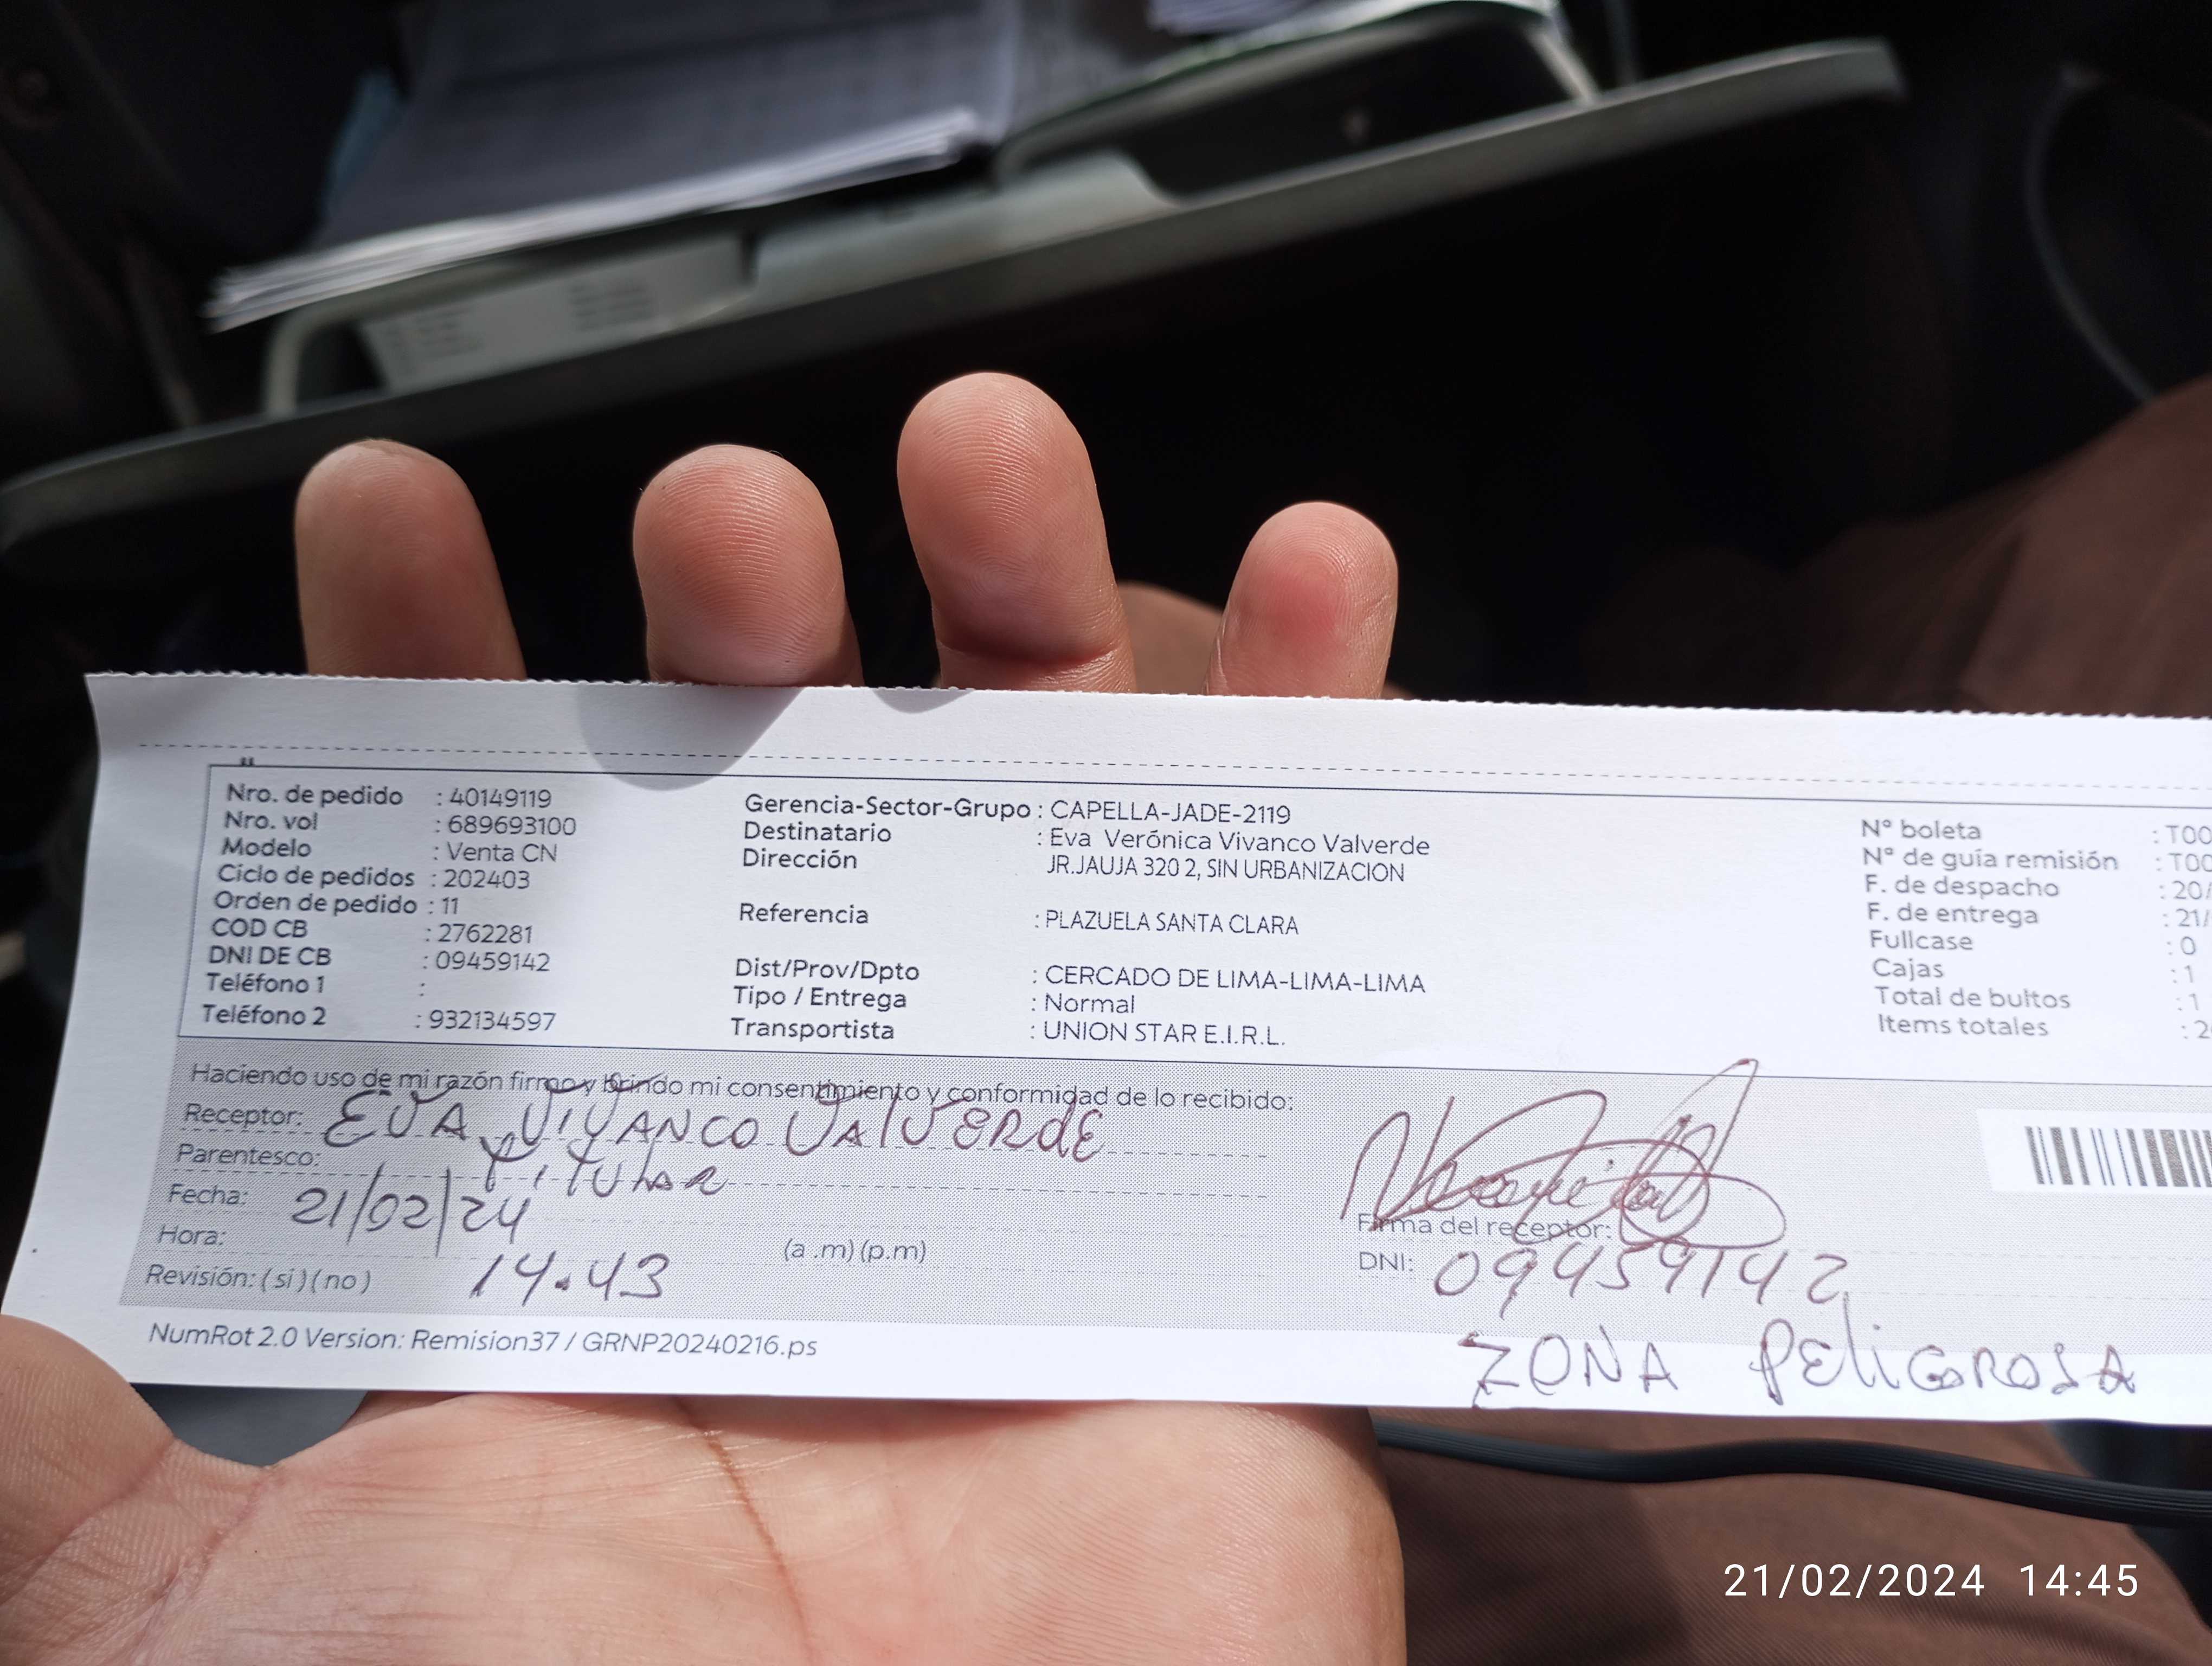 Nro. de pedido : 40149119
Nro. vol : 689693100
Modelo : Venta CN
Ciclo de pedidos : 202403
Orden de pedido : 11
COD CB : 2762281
DNI DE CB : 09459142
Teléfono 1 :
Teléfono 2 : 932134597
Gerencia-Sector-Grupo : CAPELLA-JADE-2119
Destinatario : Eva Verónica Vivanco Valverde
Dirección JR.JAUJA 320 2, SIN URBANIZACION
Referencia : PLAZUELA SANTA CLARA
Dist/Prov/Dpto : CERCADO DE LIMA-LIMA-LIMA
Tipo / Entrega : Normal
Transportista : UNION STAR E.I.R.L.
N° boleta : T00
N° de guía remisión : T00
F. de despacho : 20/
F. de entrega : 21/
Fullcase : 0
Cajas : 1
Total de bultos : 1
Items totales : 2
Haciendo uso de mi razón firmo y brindo mi consentimiento y conformidad de lo recibido:
Receptor: EVA VIVANCO VALVERDE
Parentesco: TITULAR
Fecha: 21/02/24
Hora: 14.43 (a .m) (p.m)
Revisión: ( si ) ( no )
Firma del receptor:
DNI: 09459142
ZONA PELIGROSA
NumRot 2.0 Version: Remision37 / GRNP20240216.ps
21/02/2024 14:45